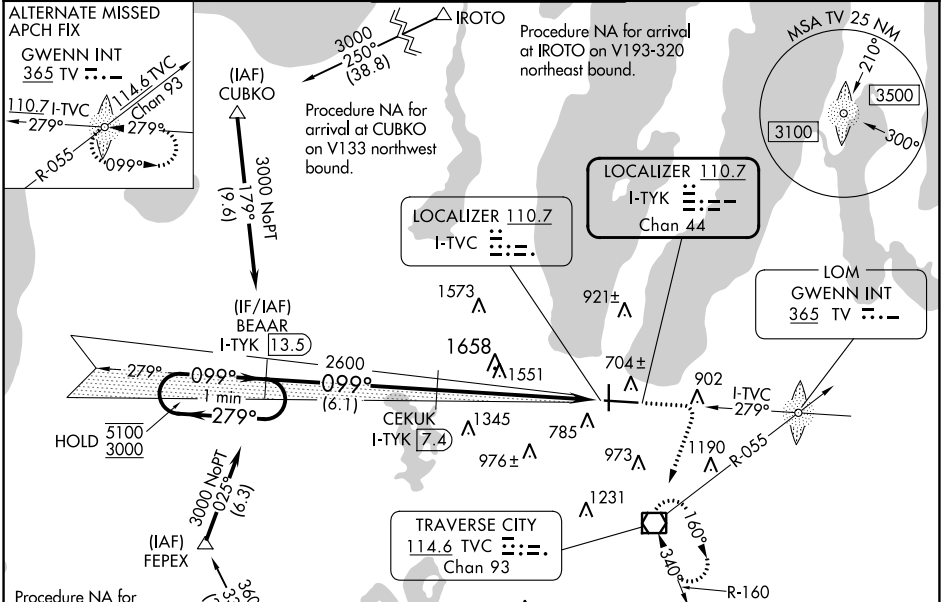 ALTERNATE MISSED
APCH FIX
GWENN INT
365 TV
114.6 TVC
Chan 93
110.7 I-TVC
279°
279°
099°
R-055
IROTO
3000
250°
(38.8)
(IAF)
CUBKO
Procedure NA for arrival
at IROTO on V193-320
northeast bound.
Procedure NA for
arrival at CUBKO
on V133 northwest
bound.
MSA TV 25 NM
210°
3500
3100
300°
3000 NoPT
179°
(9.6)
LOCALIZER 110.7
I-TYK
Chan 44
LOCALIZER 110.7
I-TVC
LOM
GWENN INT
365 TV
(IF/IAF)
BEAAR
I-TYK 13.5
1573
921±
1658
1551
704±
902
2600
279°
099°
099°
1 min
(6.1)
279°
I-TVC
279°
HOLD 5100
3000
CEKUK
I-TYK 7.4
1345
785
976±
973
1190
R-055
3000 NoPT
025°
(6.3)
1231
(IAF)
FEPEX
TRAVERSE CITY
114.6 TVC
Chan 93
160°
340°
R-160
360
Procedure NA for